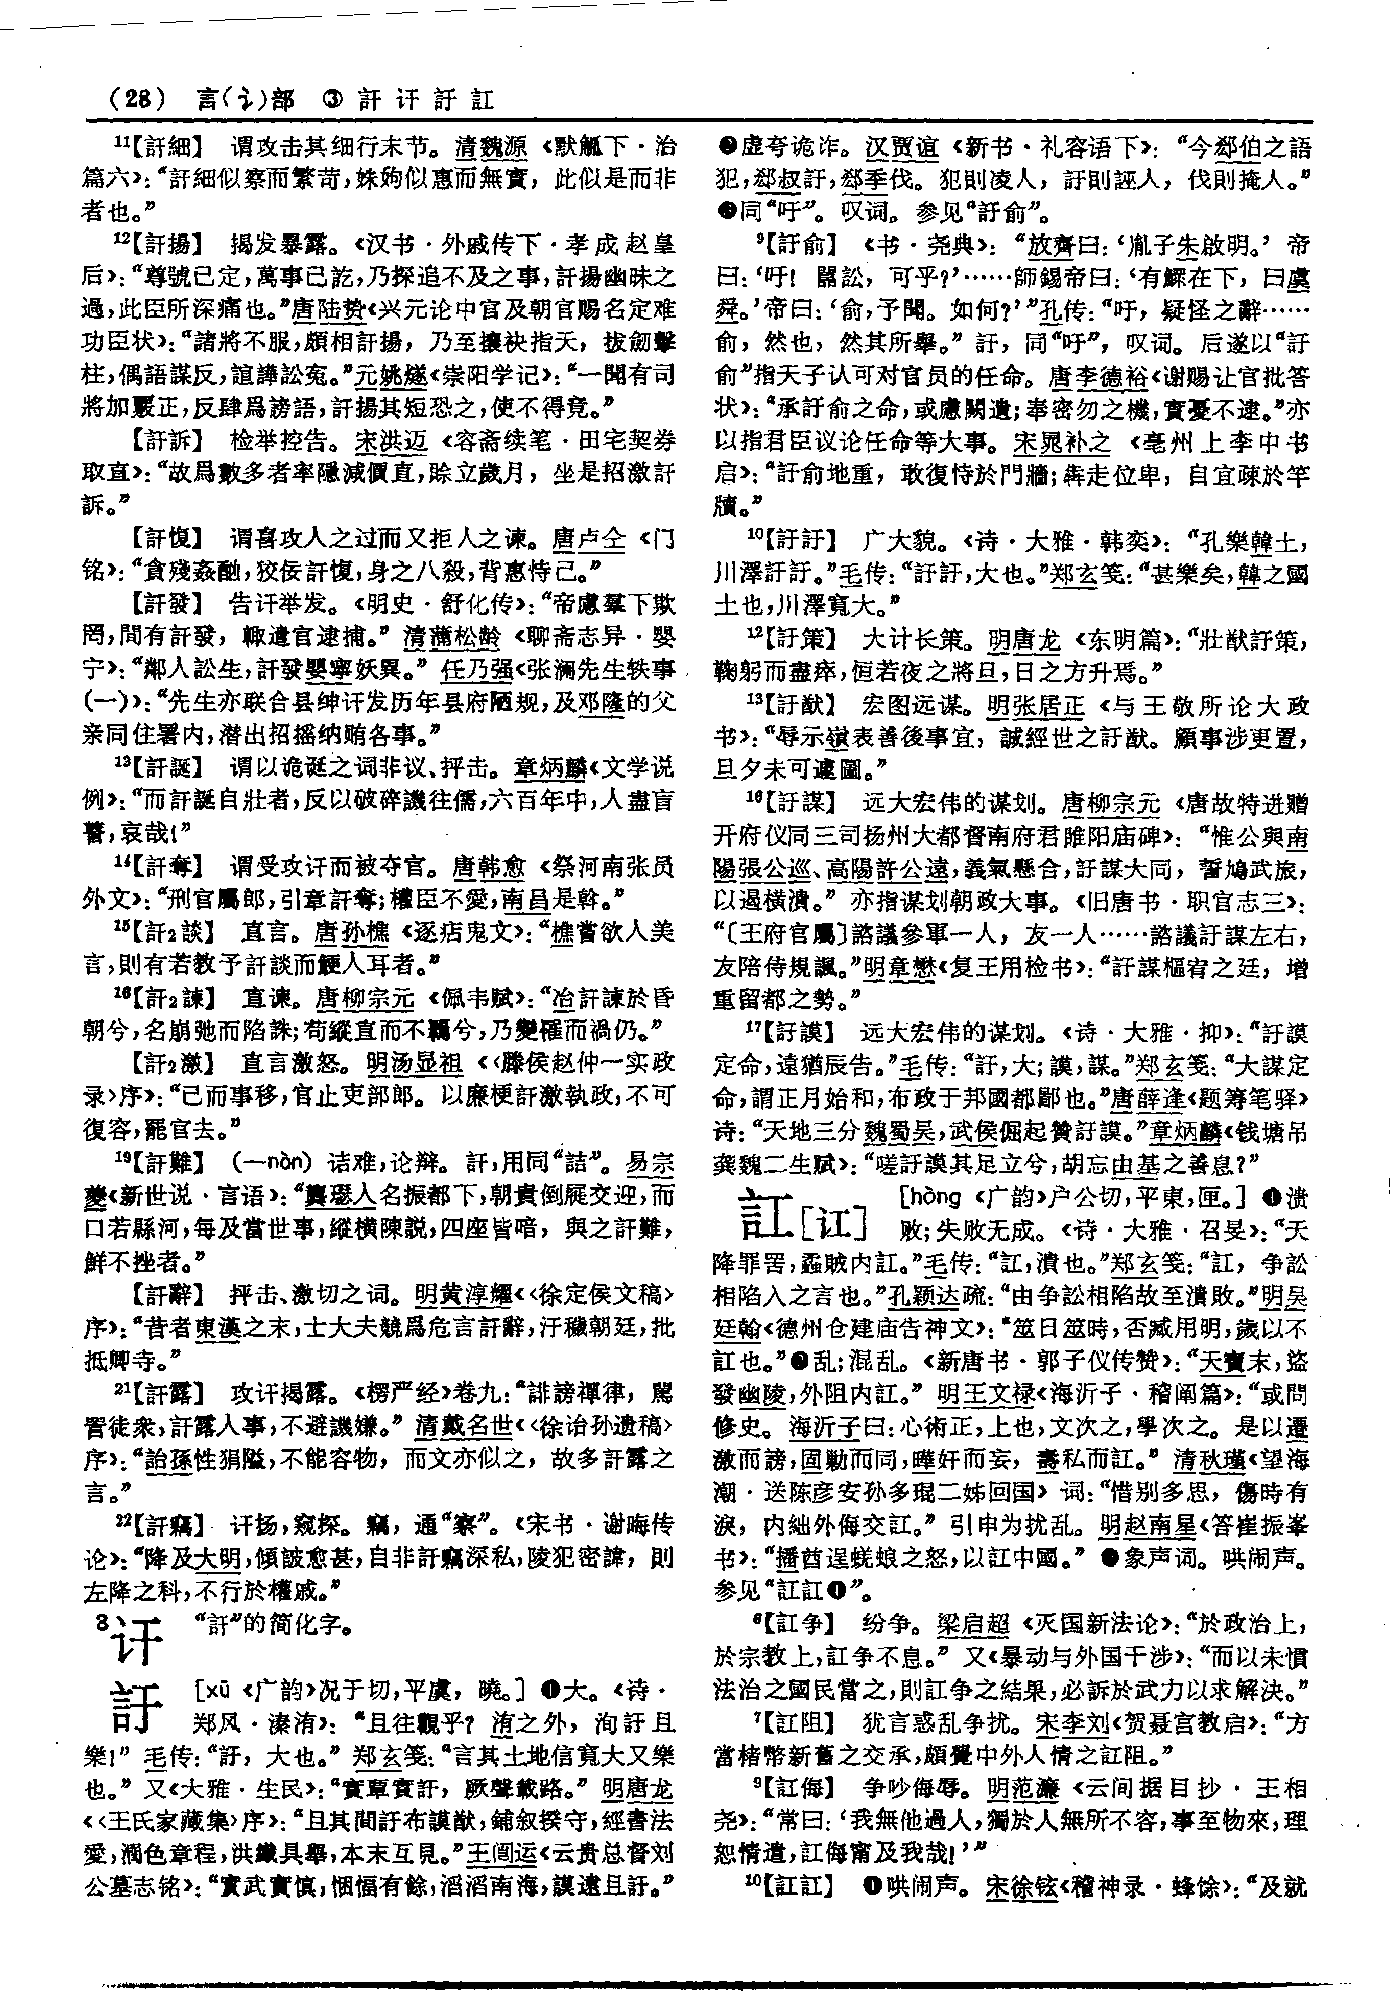 (28) 言(讠)部 ③ 訐讦訏訌
11【訐細】 谓攻击其细行末节。清魏源《默觚下·治
篇六》：“訐細似察而繁苛，姝姁似惠而無實，此似是而非
者也。”
12【訐揚】 揭发暴露。《汉书·外戚传下·孝成赵皇
后》：“尊號已定，萬事已訖，乃探追不及之事，訐揚幽昧之
過，此臣所深痛也。”唐陆贽《兴元论中官及朝官赐名定难
功臣状》：“諸將不服，頗相訐揚，乃至攘袂指天，拔劒擊
柱，偶語謀反，諠譁訟寃。”元姚燧《崇阳学记》：“一聞有司
將加嚴正，反肆爲謗語，訐揚其短恐之，使不得竟。”
【訐訴】 检举控告。宋洪迈《容斋续笔·田宅契券
取直》：“故爲數多者率隱減價直，賒立歲月，坐是招激訐
訴。”
【訐愎】 谓喜攻人之过而又拒人之谏。唐卢仝《门
铭》：“貪殘姦酗，狡佞訐愎，身之八殺，背惠恃己。”
【訐發】 告讦举发。《明史·舒化传》：“帝慮羣下欺
罔，間有訐發，輒遣官逮捕。”清蒲松龄《聊斋志异·婴
宁》：“鄰人訟生，訐發嬰寧妖異。”任乃强《张澜先生轶事
(一)》：“先生亦联合县绅讦发历年县府陋规，及邓隆的父
亲同住署内，潜出招摇纳贿各事。”
13【訐誕】 谓以诡诞之词非议、抨击。章炳麟《文学说
例》：“而訐誕自壯者，反以破碎譏往儒，六百年中，人盡盲
瞽，哀哉！”
14【訐奪】 谓受攻讦而被夺官。唐韩愈《祭河南张员
外文》：“刑官屬郎，引章訐奪；權臣不愛，南昌是斡。”
15【訐₂談】 直言。唐孙樵《逐痁鬼文》：“樵嘗欲人美
言，則有若教予訐談而鯁人耳者。”
16【訐₂諫】 直谏。唐柳宗元《佩韦赋》：“冶訐諫於昏
朝兮，名崩弛而陷誅；苟縱直而不羈兮，乃變罹而禍仍。”
【訐₂激】 直言激怒。明汤显祖《〈滕侯赵仲一实政
录〉序》：“已而事移，官止吏部郎。以廉梗訐激執政，不可
復容，罷官去。”
19【訐難】 (—nàn) 诘难，论辩。訐，用同“詰”。易宗
夔《新世说·言语》：“龔璱人名振都下，朝貴倒屣交迎，而
口若縣河，每及當世事，縱横陳説，四座皆喑，與之訐難，
鮮不挫者。”
【訐辭】 抨击、激切之词。明黄淳耀《〈徐定侯文稿〉
序》：“昔者東漢之末，士大夫競爲危言訐辭，汙穢朝廷，批
抵卿寺。”
21【訐露】 攻讦揭露。《楞严经》卷九：“誹謗禪律，駡
詈徒衆，訐露人事，不避譏嫌。”清戴名世《〈徐诒孙遗稿〉
序》：“詒孫性狷隘，不能容物，而文亦似之，故多訐露之
言。”
22【訐竊】 讦扬，窥探。竊，通“察”。《宋书·谢晦传
论》：“降及大明，傾詖愈甚，自非訐竊深私，陵犯密諱，則
左降之科，不行於權戚。”
3讦 “訐”的简化字。
訏 [xū《广韵》况于切，平虞，曉。] ❶大。《诗·
郑风·溱洧》：“且往觀乎？洧之外，洵訏且
樂！”毛传：“訏，大也。”郑玄笺：“言其土地信寬大又樂
也。”又《大雅·生民》：“實覃實訏，厥聲載路。”明唐龙
《〈王氏家藏集〉序》：“且其間訏布謨猷，鋪叙揆守，經書法
愛，潤色章程，洪纖具舉，本末互見。”王闿运《云贵总督刘
公墓志铭》：“實武實慎，悃愊有餘，滔滔南海，謨逺且訏。”
❷虚夸诡诈。汉贾谊《新书·礼容语下》：“今郄伯之語
犯，郄叔訏，郄季伐。犯則凌人，訏則誣人，伐則掩人。”
❸同“吁”。叹词。参见“訏俞”。
9【訏俞】 《书·尧典》：“放齊曰：‘胤子朱啟明。’帝
曰：‘吁！嚚訟，可乎？’……師錫帝曰：‘有鰥在下，曰虞
舜。’帝曰：‘俞，予聞。如何？’”孔传：“吁，疑怪之辭……
俞，然也，然其所舉。”訏，同“吁”，叹词。后遂以“訏
俞”指天子认可对官员的任命。唐李德裕《谢赐让官批答
状》：“承訏俞之命，或慮闕遺；奉密勿之機，實憂不逮。”亦
以指君臣议论任命等大事。宋晁补之《亳州上李中书
启》：“訏俞地重，敢復恃於門牆；犇走位卑，自宜疎於竿
牘。”
10【訏訏】 广大貌。《诗·大雅·韩奕》：“孔樂韓土，
川澤訏訏。”毛传：“訏訏，大也。”郑玄笺：“甚樂矣，韓之國
土也，川澤寬大。”
12【訏策】 大计长策。明唐龙《东明篇》：“壯猷訏策，
鞠躬而盡瘁，恒若夜之將旦，日之方升焉。”
13【訏猷】 宏图远谋。明张居正《与王敬所论大政
书》：“辱示嶺表善後事宜，誠經世之訏猷。顧事涉更置，
旦夕未可遽圖。”
16【訏謀】 远大宏伟的谋划。唐柳宗元《唐故特进赠
开府仪同三司扬州大都督南府君睢阳庙碑》：“惟公與南
陽張公巡、高陽許公遠，義氣懸合，訏謀大同，誓鳩武旅，
以遏横潰。”亦指谋划朝政大事。《旧唐书·职官志三》：
“〔王府官屬〕諮議參軍一人，友一人……諮議訏謀左右，
友陪侍規諷。”明章懋《复王用检书》：“訏謀樞宥之廷，增
重留都之勢。”
17【訏謨】 远大宏伟的谋划。《诗·大雅·抑》：“訏謨
定命，遠猶辰告。”毛传：“訏，大；謨，謀。”郑玄笺：“大謀定
命，謂正月始和，布政于邦國都鄙也。”唐薛逢《题筹笔驿》
诗：“天地三分魏蜀吴，武侯倔起贊訏謨。”章炳麟《钱塘吊
龚魏二生赋》：“嗟訏謨其足立兮，胡忘由基之善息？”
訌[讧] [hòng《广韵》户公切，平東，匣。] ❶溃
败；失败无成。《诗·大雅·召旻》：“天
降罪罟，蟊賊内訌。”毛传：“訌，潰也。”郑玄笺：“訌，争訟
相陷入之言也。”孔颖达疏：“由争訟相陷故至潰敗。”明吴
廷翰《德州仓建庙告神文》：“筮日筮時，否臧用明，歲以不
訌也。”❷乱；混乱。《新唐书·郭子仪传赞》：“天寶末，盗
發幽陵，外阻内訌。”明王文禄《海沂子·稽阐篇》：“或問
修史。海沂子曰：心術正，上也，文次之，學次之。是以遷
激而謗，固勦而同，曄奸而妄，壽私而訌。”清秋瑾《望海
潮·送陈彦安孙多琨二姊回国》词：“惜别多思，傷時有
淚，内絀外侮交訌。”引申为扰乱。明赵南星《答崔振峯
书》：“播酋逞蜣螂之怒，以訌中國。”❸象声词。哄闹声。
参见“訌訌❶”。
6【訌争】 纷争。梁启超《灭国新法论》：“於政治上，
於宗教上，訌争不息。”又《暴动与外国干涉》：“而以未慣
法治之國民當之，則訌争之結果，必訴於武力以求解決。”
7【訌阻】 犹言惑乱争扰。宋李刘《贺聂宫教启》：“方
當楮幣新舊之交承，頗覺中外人情之訌阻。”
9【訌侮】 争吵侮辱。明范濂《云间据目抄·王相
尧》：“常曰：‘我無他過人，獨於人無所不容，事至物來，理
恕情遣，訌侮甯及我哉！’”
10【訌訌】 ❶哄闹声。宋徐铉《稽神录·蜂馀》：“及就